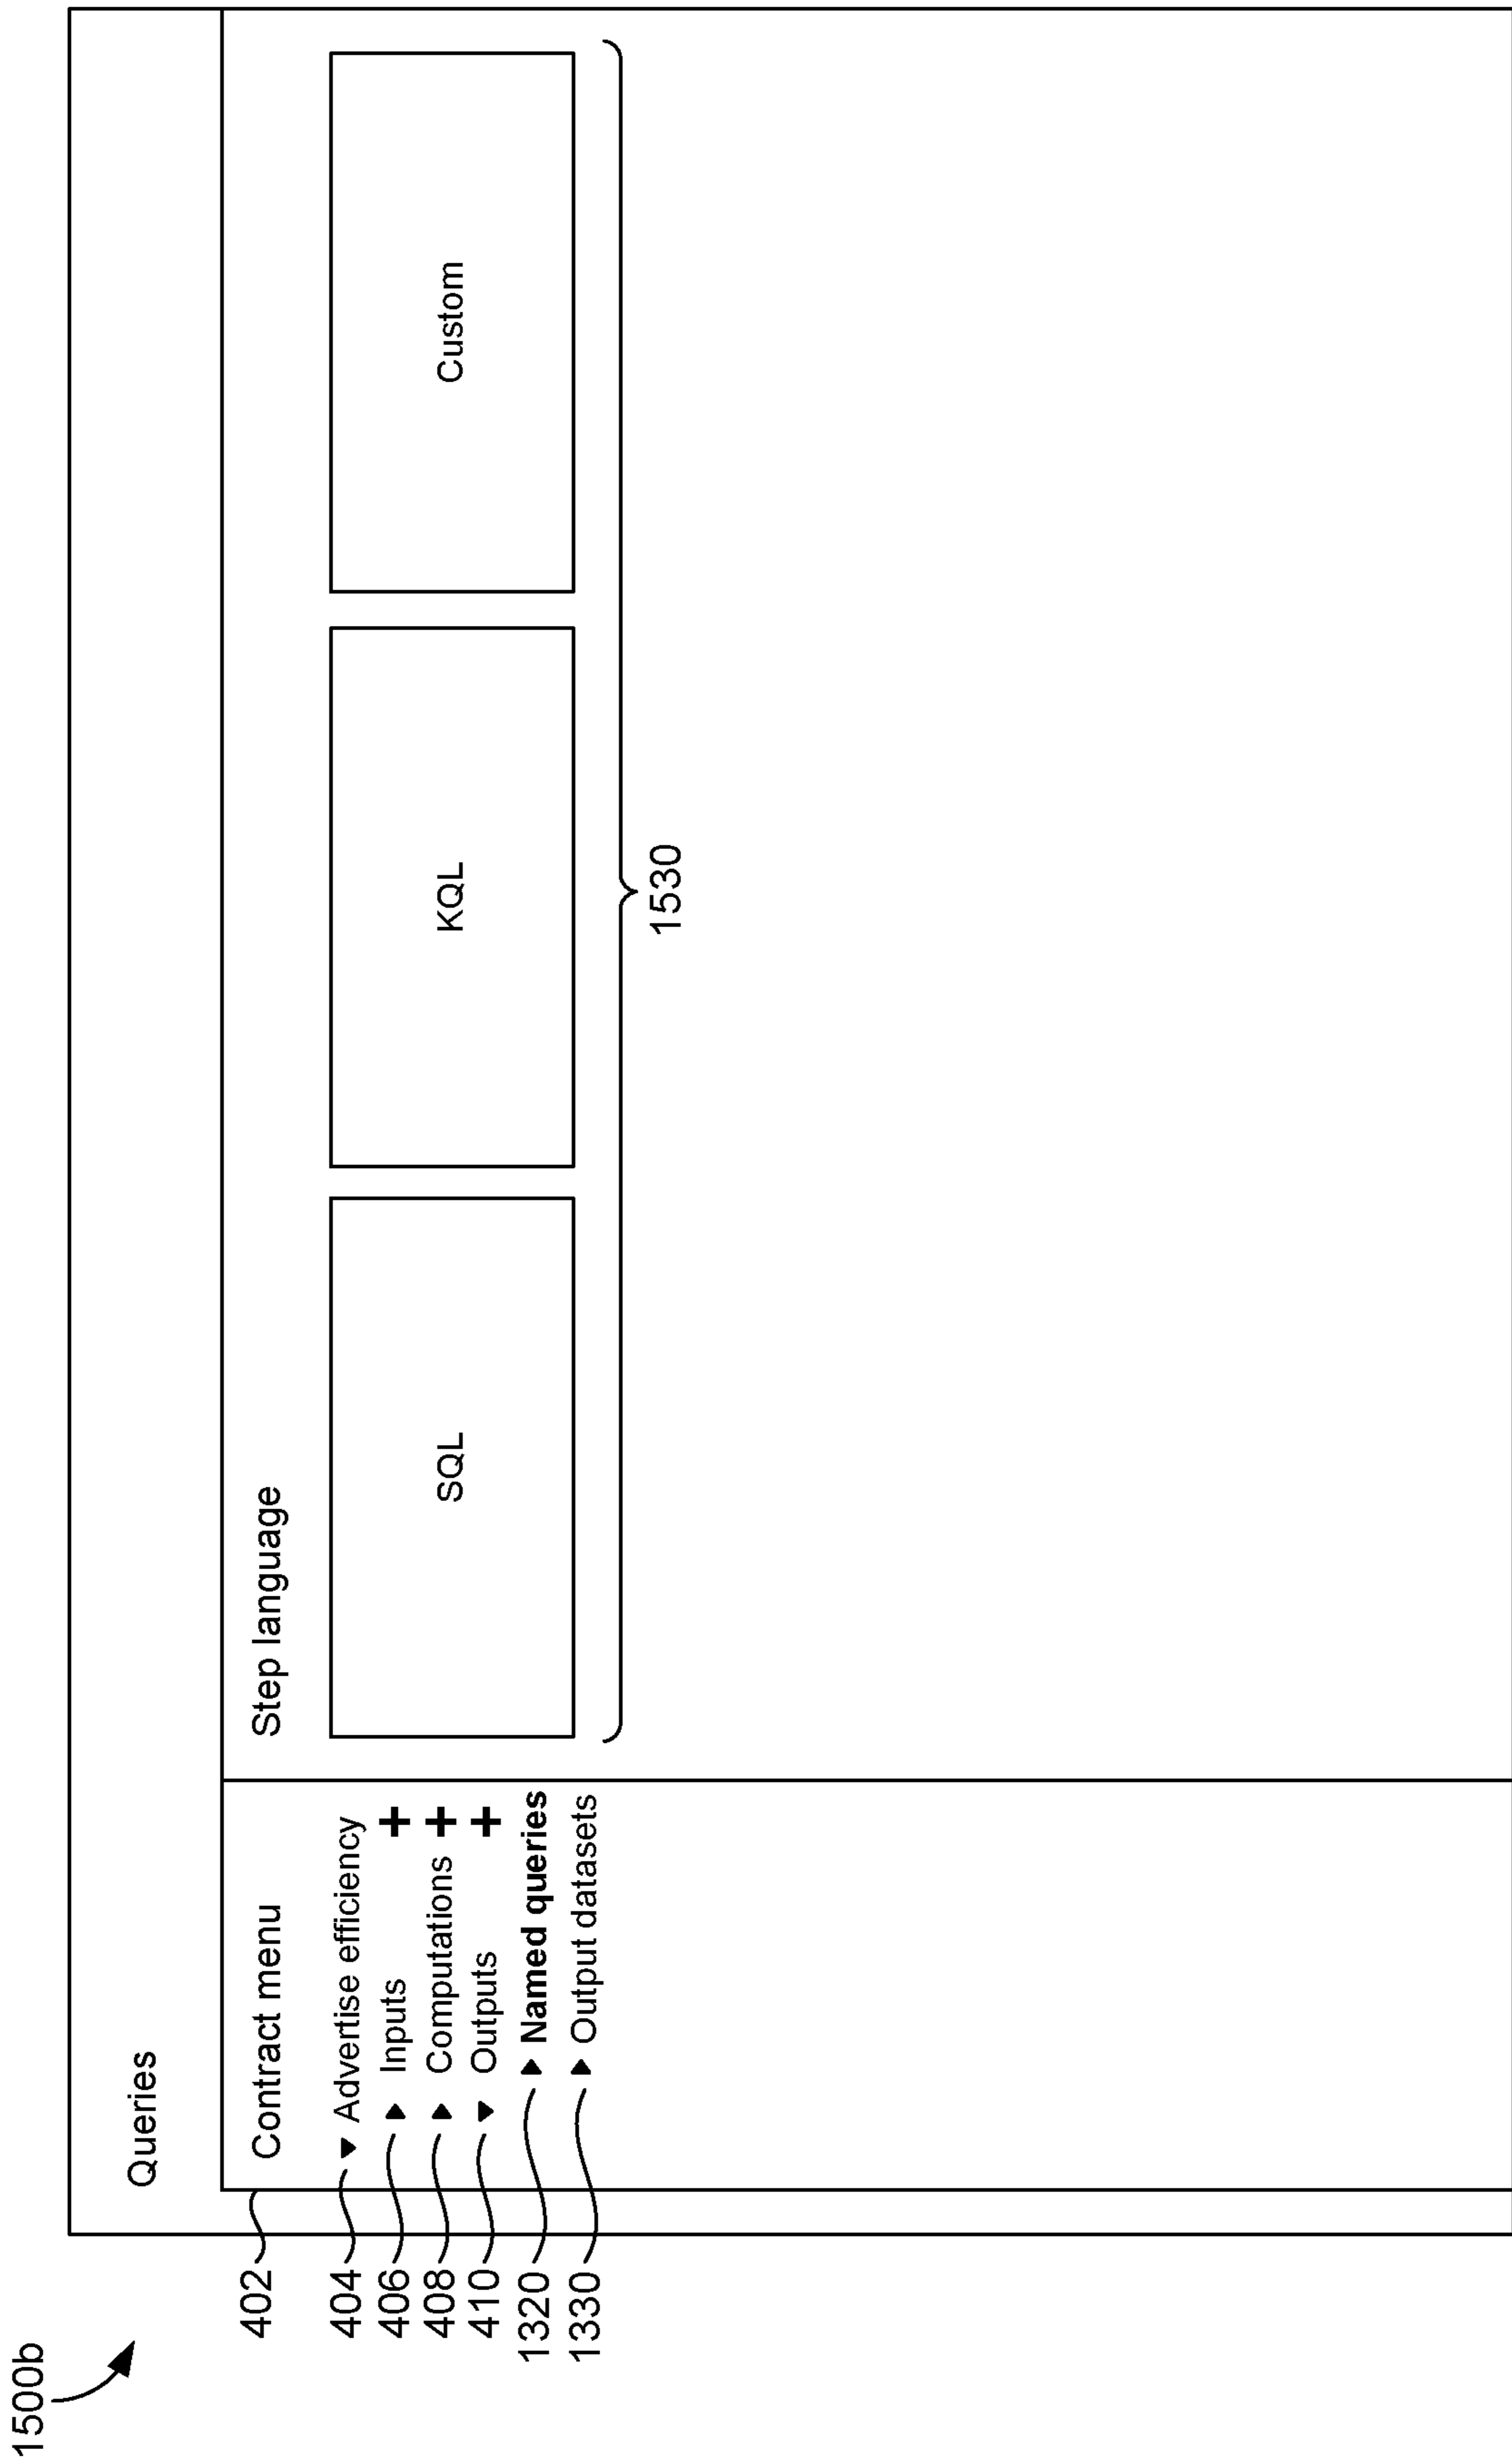 1500b
Queries
402
Contract menu
404
Advertise efficiency
406
Inputs +
408
Computations +
410
Outputs +
1320
Named queries
1330
Output datasets
Step language
SQL
KQL
Custom
1530